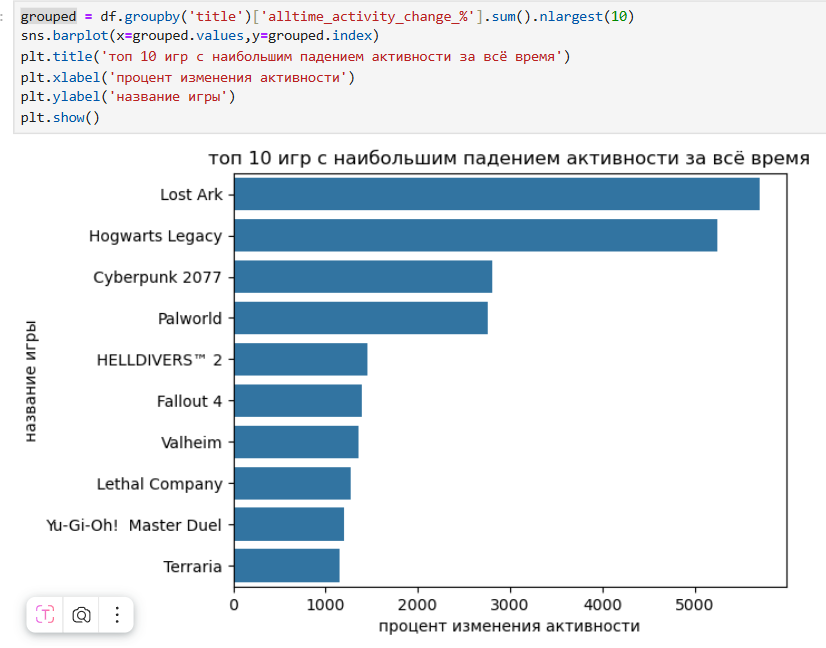 grouped = df.groupby('title')['alltime_activity_change_%'].sum().nlargest(10)
sns.barplot(x=grouped.values,y=grouped.index)
plt.title('топ 10 игр с наибольшим падением активности за всё время')
plt.xlabel('процент изменения активности')
plt.ylabel('название игры')
plt.show()
топ 10 игр с наибольшим падением активности за всё время
Lost Ark
Hogwarts Legacy
Cyberpunk 2077
Palworld
HELLDIVERS™ 2
Fallout 4
Valheim
Lethal Company
Yu-Gi-Oh!  Master Duel
Terraria
название игры
0 1000 2000 3000 4000 5000
процент изменения активности